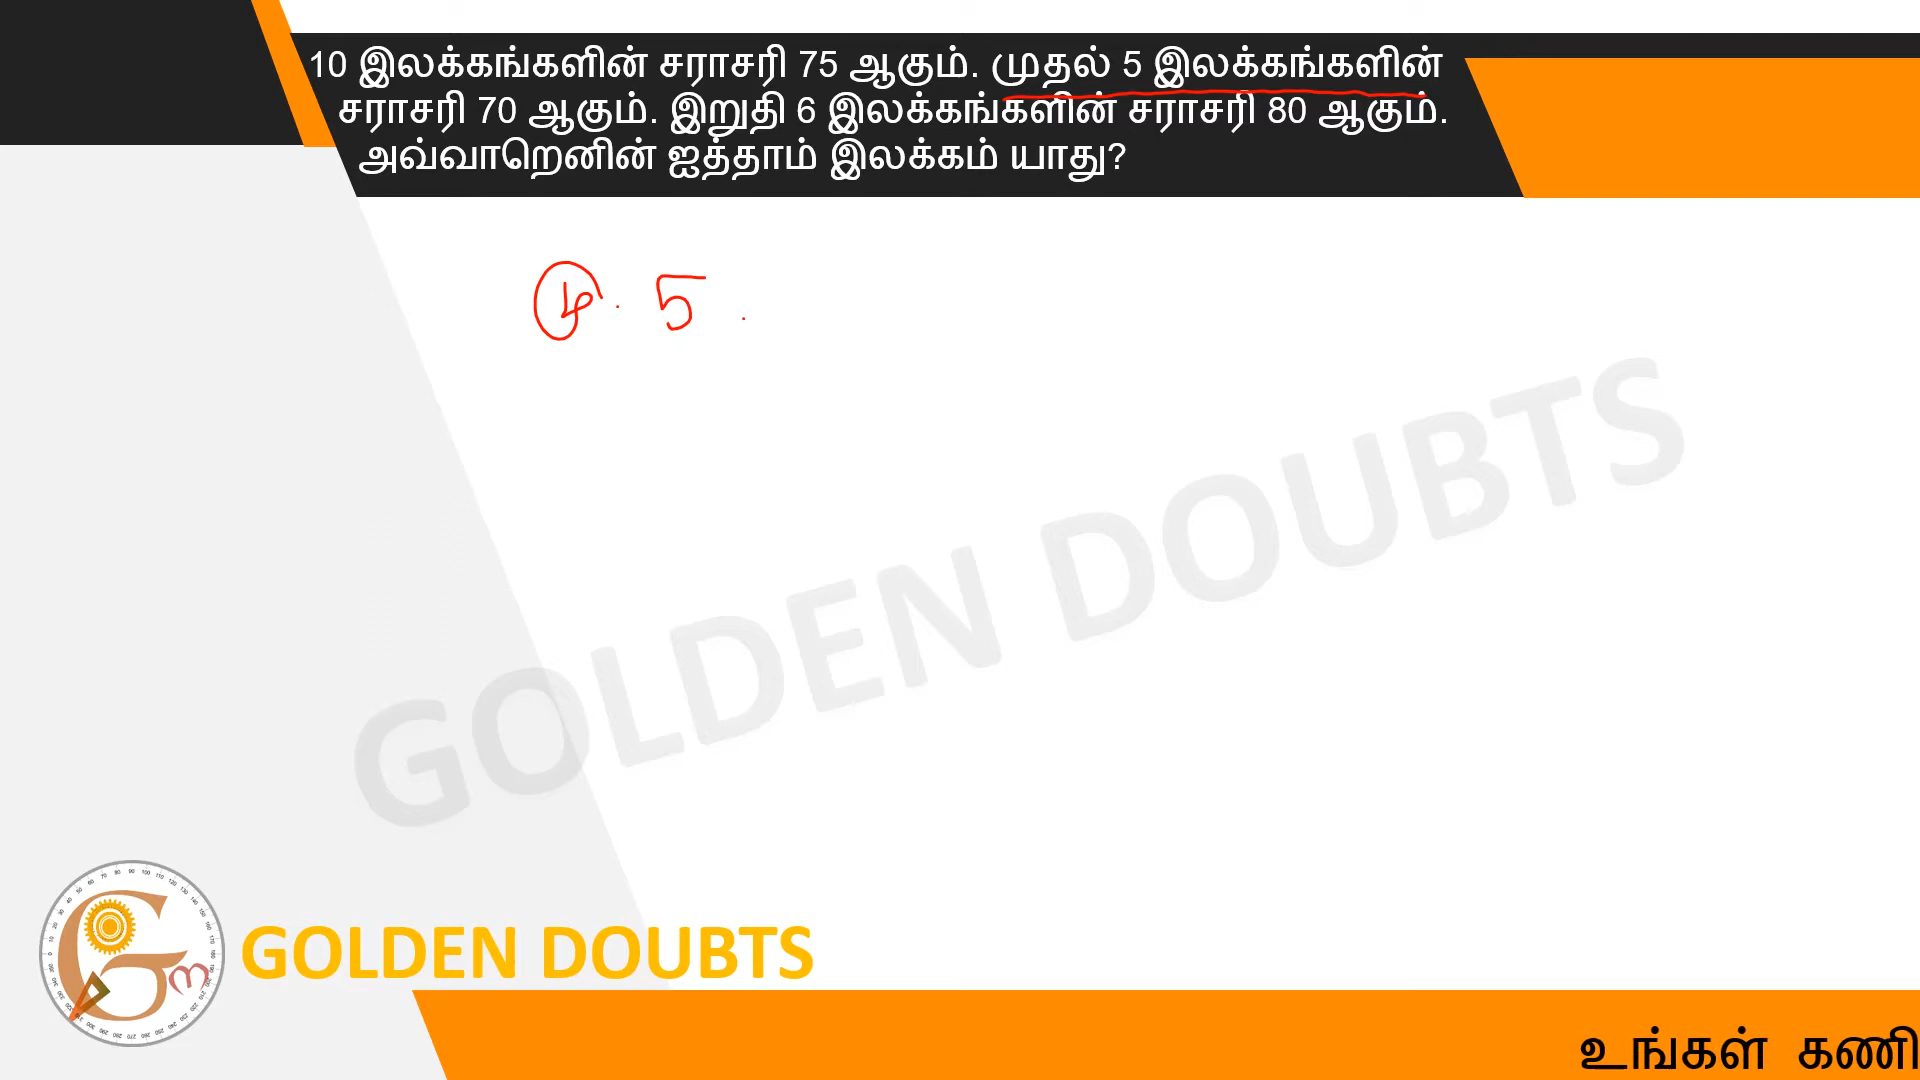 10 இலக்கங்களின் சராசரி 75 ஆகும். முதல் 5 இலக்கங்களின்
சராசரி 70 ஆகும். இறுதி 6 இலக்கங்களின் சராசரி 80 ஆகும்.
அவ்வாறெனின் ஐத்தாம் இலக்கம் யாது?
மு. 5 .
GOLDEN DOUBTS
GOLDEN DOUBTS
உங்கள் கணி